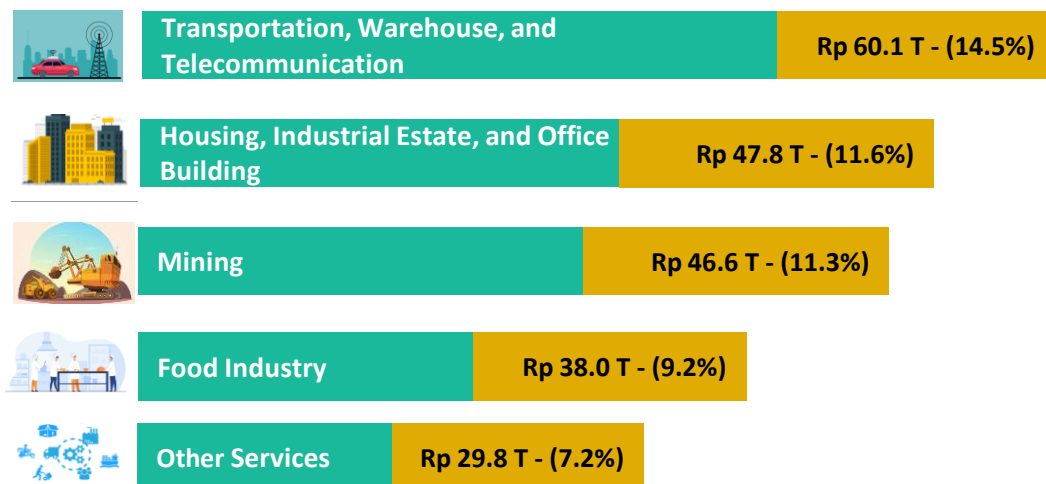 Transportation, Warehouse, and
Telecommunication
Rp 60.1 T - (14.5%)
Housing, Industrial Estate, and Office
Building
Rp 47.8 T - (11.6%)
Mining
Rp 46.6 T - (11.3%)
Food Industry
Rp 38.0 T - (9.2%)
Other Services
Rp 29.8 T - (7.2%)